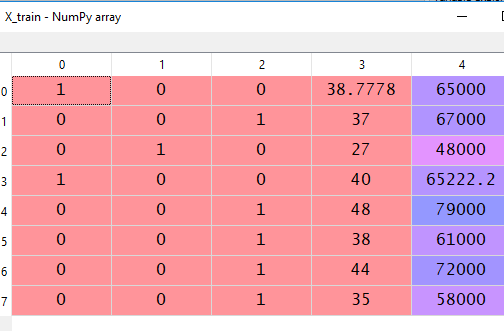 X_train - NumPy array
0 1 2 3 4
0 1 0 0 38.7778 65000
1 0 0 1 37 67000
2 0 1 0 27 48000
3 1 0 0 40 65222.2
4 0 0 1 48 79000
5 0 0 1 38 61000
6 0 0 1 44 72000
7 0 0 1 35 58000